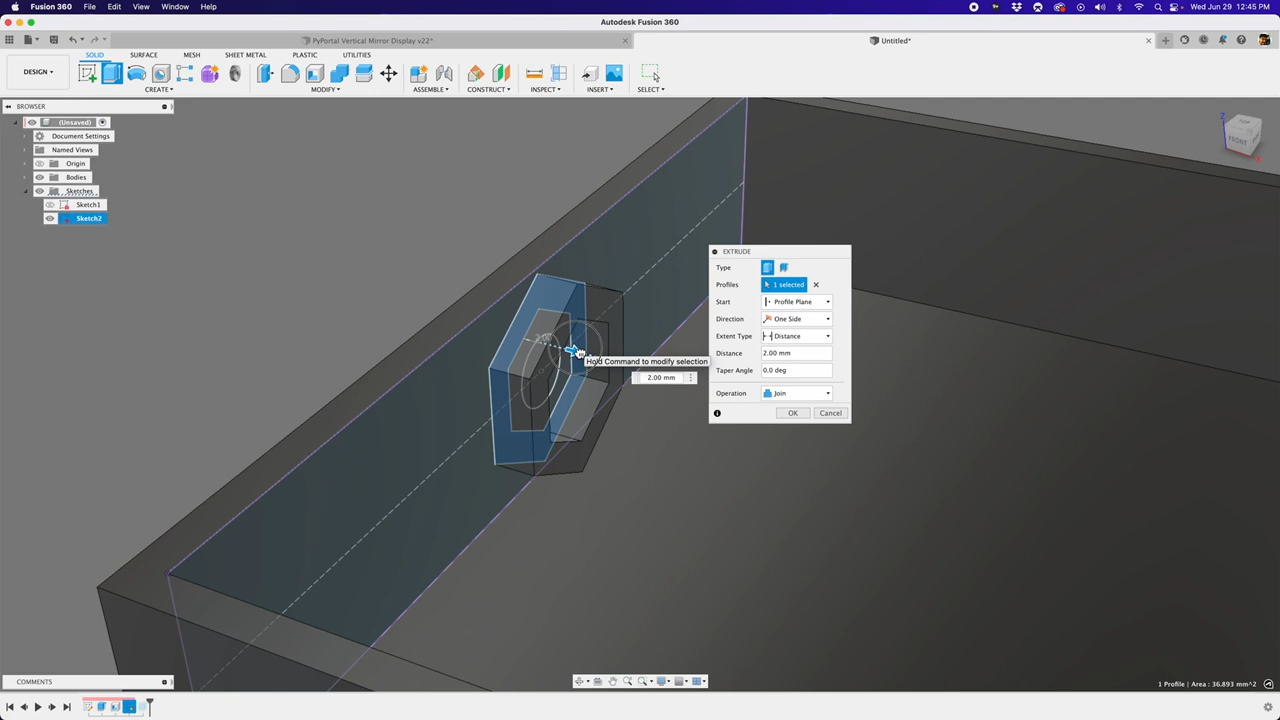 Fusion 360 File Edit View Window Help Wed Jun 29 12:45 PM
Autodesk Fusion 360
PyPortal Vertical Mirror Display v22* Untitled*
SOLID SURFACE MESH SHEET METAL PLASTIC UTILITIES
DESIGN
CREATE MODIFY ASSEMBLE CONSTRUCT INSPECT INSERT SELECT
BROWSER
(Unsaved)
Document Settings
Named Views
Origin
Bodies
Sketches
Sketch1
Sketch2
Z
TOP
FRONT
X
EXTRUDE
Type
Profiles 1 selected
Start Profile Plane
Direction One Side
Extent Type Distance
Distance 2.00 mm
Taper Angle 0.0 deg
Operation Join
OK Cancel
Hold Command to modify selection
2.00 mm
COMMENTS
1 Profile | Area : 36.893 mm^2